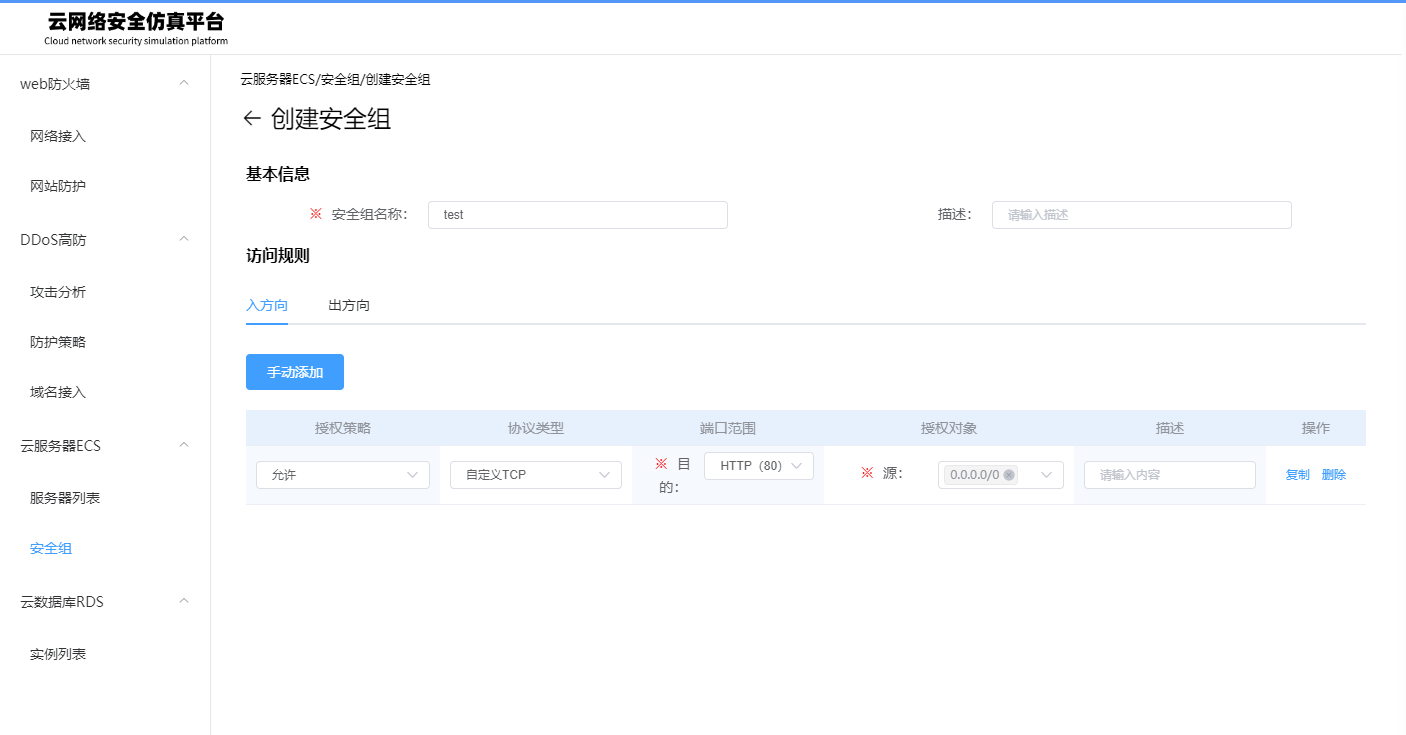 云网络安全仿真平台
Cloud network security simulation platform
web防火墙
网络接入
网站防护
DDoS高防
攻击分析
防护策略
域名接入
云服务器ECS
服务器列表
安全组
云数据库RDS
实例列表
云服务器ECS/安全组/创建安全组
← 创建安全组
基本信息
※ 安全组名称: test 描述: 请输入描述
访问规则
入方向 出方向
手动添加
授权策略 协议类型 端口范围 授权对象 描述 操作
允许 自定义TCP ※ 目的: HTTP（80） ※ 源: 0.0.0.0/0 请输入内容 复制 删除